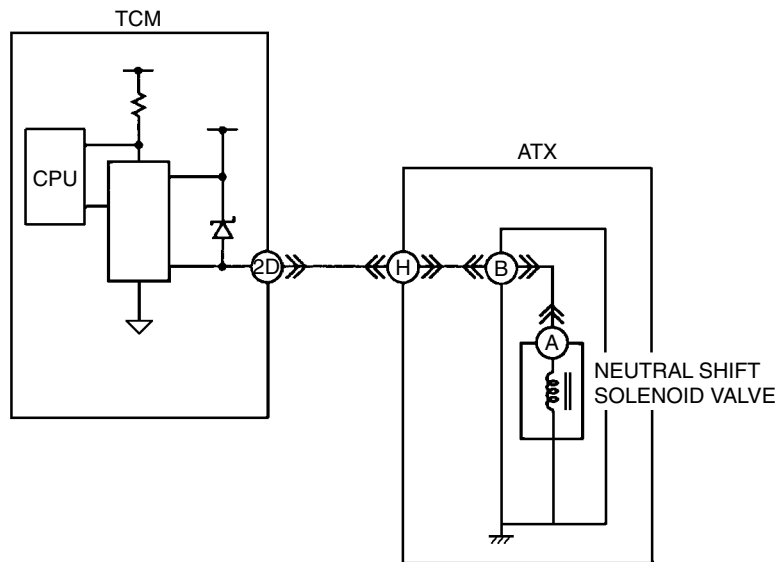 TCM
ATX
CPU
2D
H
B
A
NEUTRAL SHIFT
SOLENOID VALVE